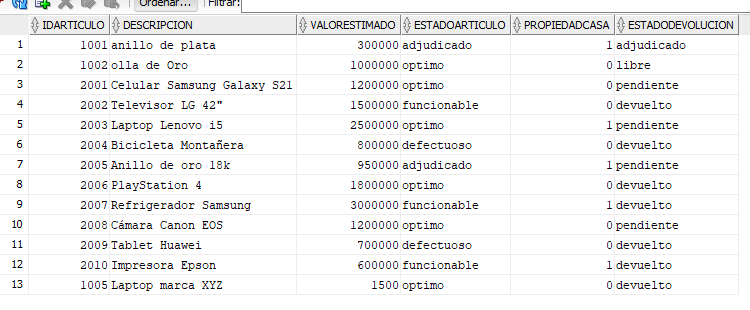 Ordenar... Filtrar:
IDARTICULO DESCRIPCION VALORESTIMADO ESTADOARTICULO PROPIEDADCASA ESTADODEVOLUCION
1 1001 anillo de plata 300000 adjudicado 1 adjudicado
2 1002 olla de Oro 1000000 optimo 0 libre
3 2001 Celular Samsung Galaxy S21 1200000 optimo 0 pendiente
4 2002 Televisor LG 42" 1500000 funcionable 0 devuelto
5 2003 Laptop Lenovo i5 2500000 optimo 1 pendiente
6 2004 Bicicleta Montañera 800000 defectuoso 0 devuelto
7 2005 Anillo de oro 18k 950000 adjudicado 1 pendiente
8 2006 PlayStation 4 1800000 optimo 0 devuelto
9 2007 Refrigerador Samsung 3000000 funcionable 1 devuelto
10 2008 Cámara Canon EOS 1200000 optimo 0 pendiente
11 2009 Tablet Huawei 700000 defectuoso 0 devuelto
12 2010 Impresora Epson 600000 funcionable 1 devuelto
13 1005 Laptop marca XYZ 1500 optimo 0 devuelto